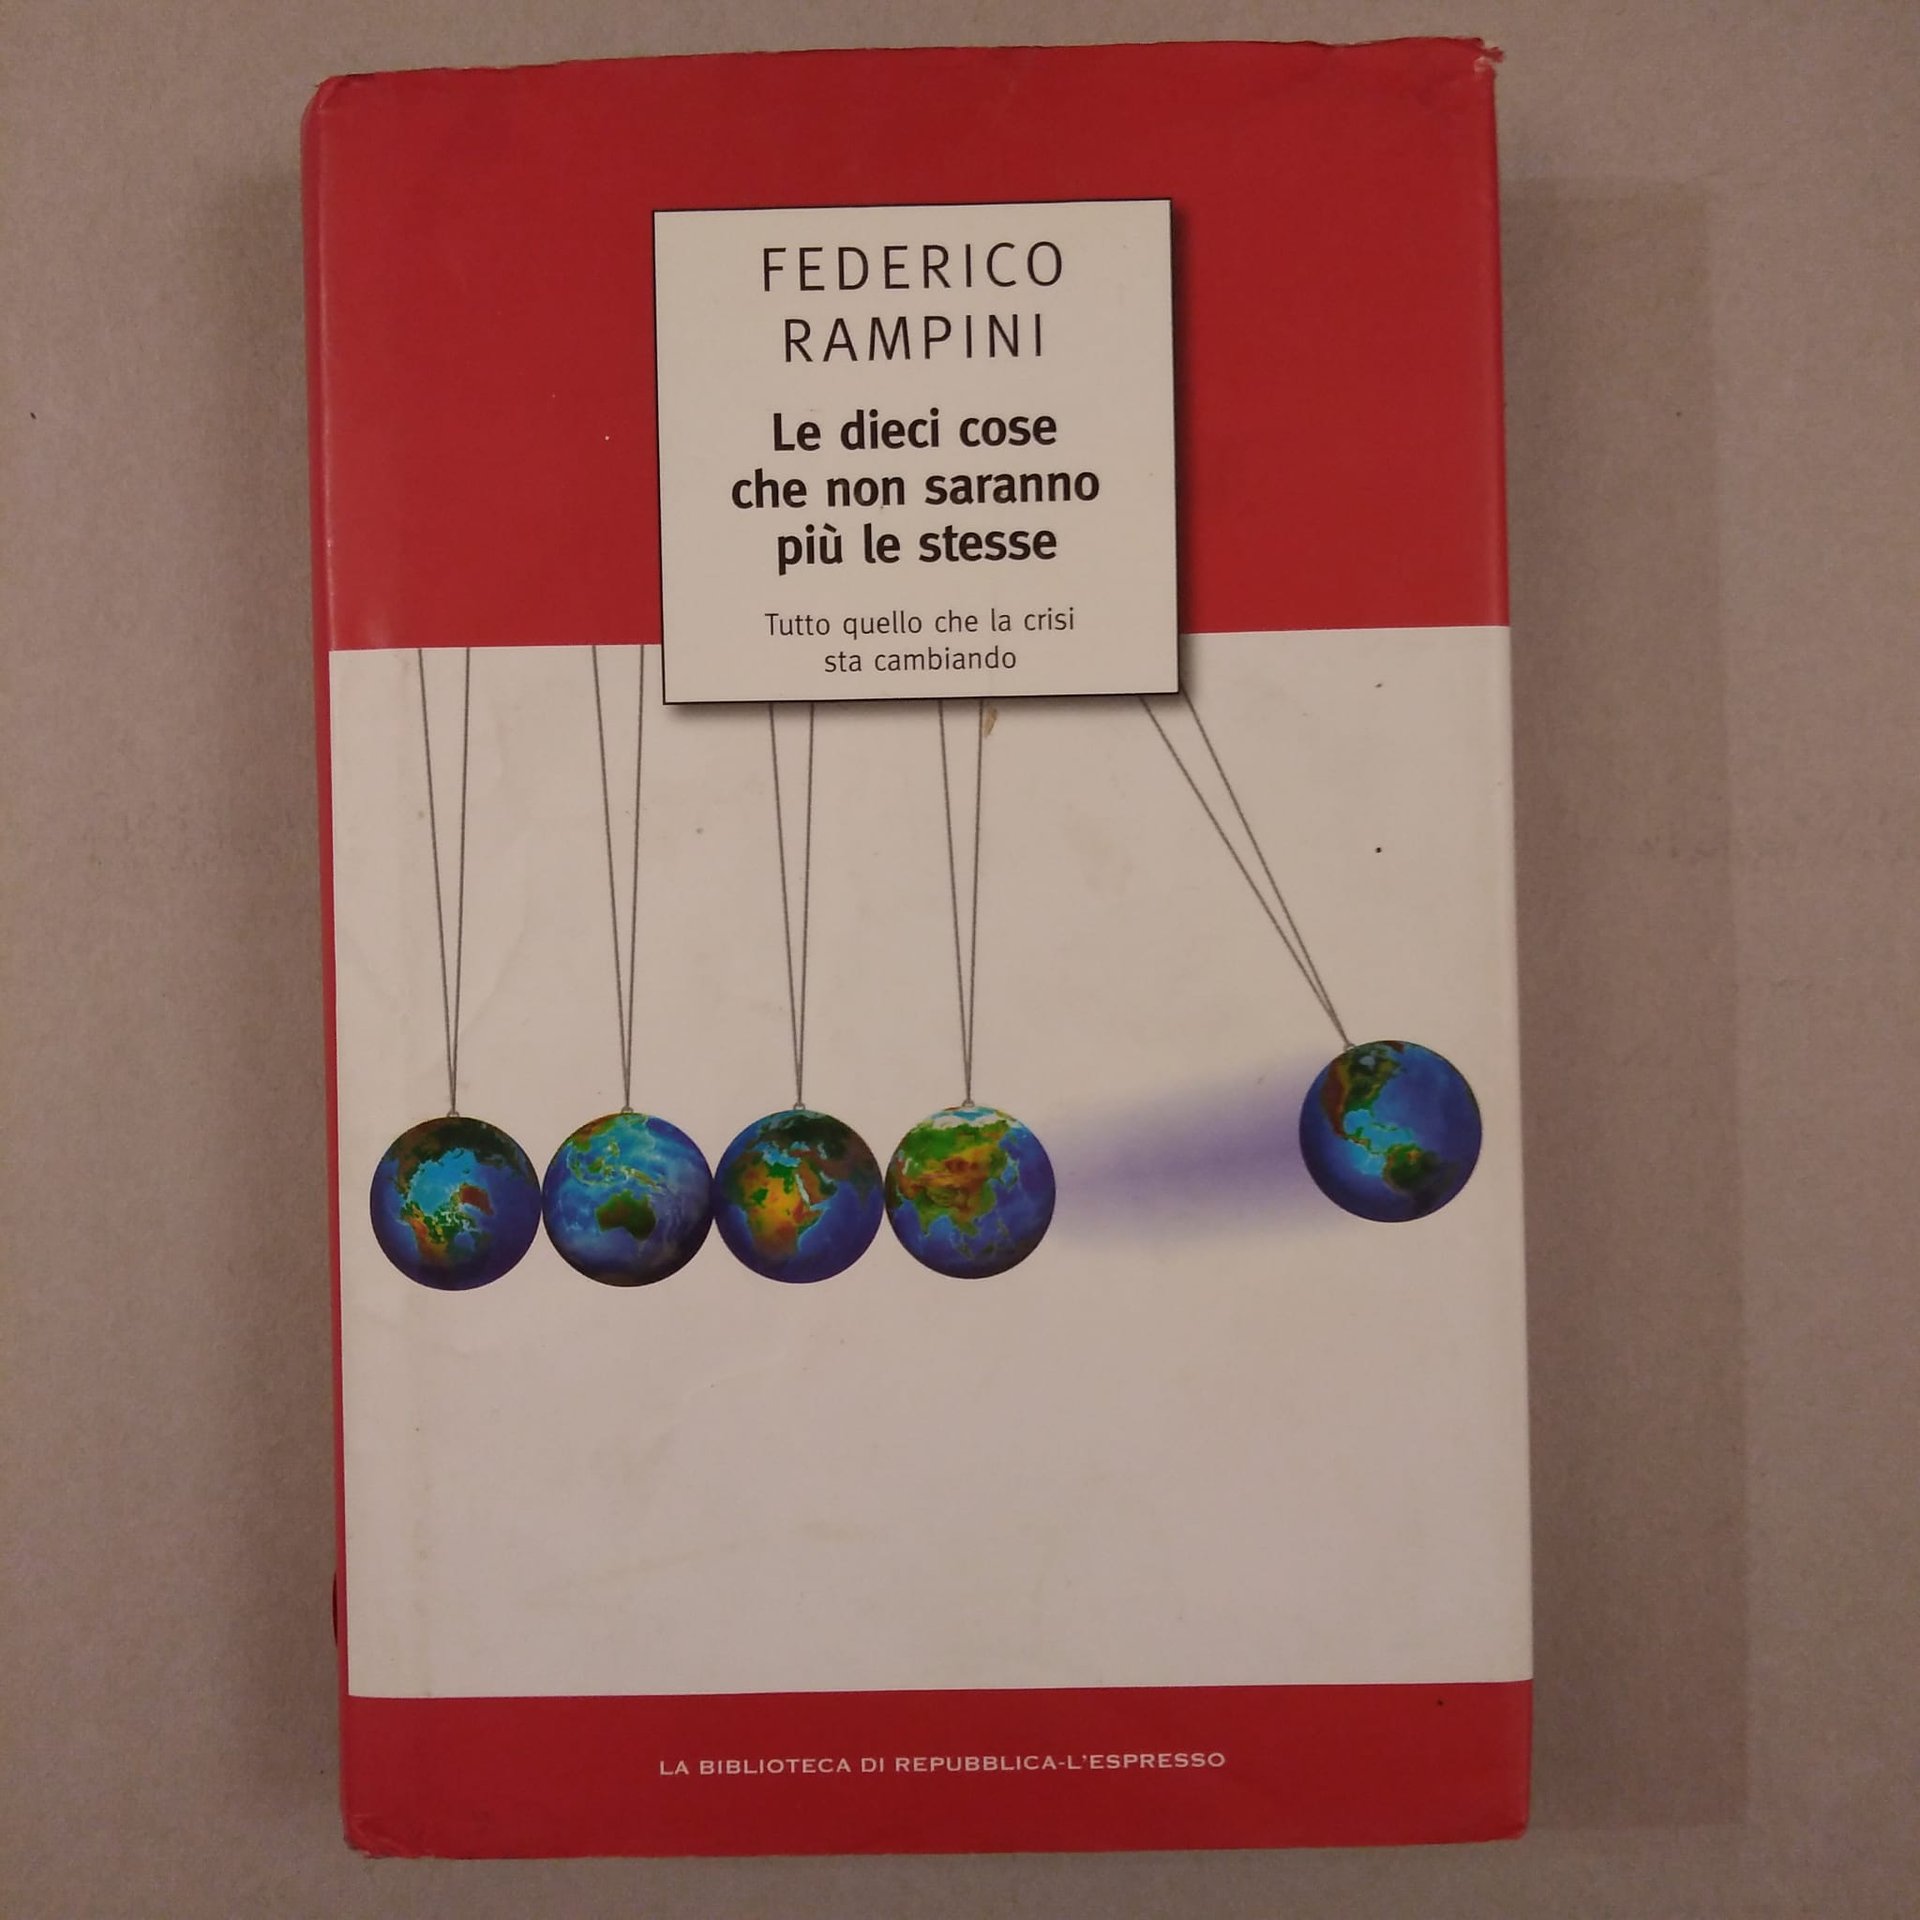 FEDERICO
RAMPINI
Le dieci cose
che non saranno
più le stesse
Tutto quello che la crisi
sta cambiando
LA BIBLIOTECA DI REPUBBLICA-L'ESPRESSO